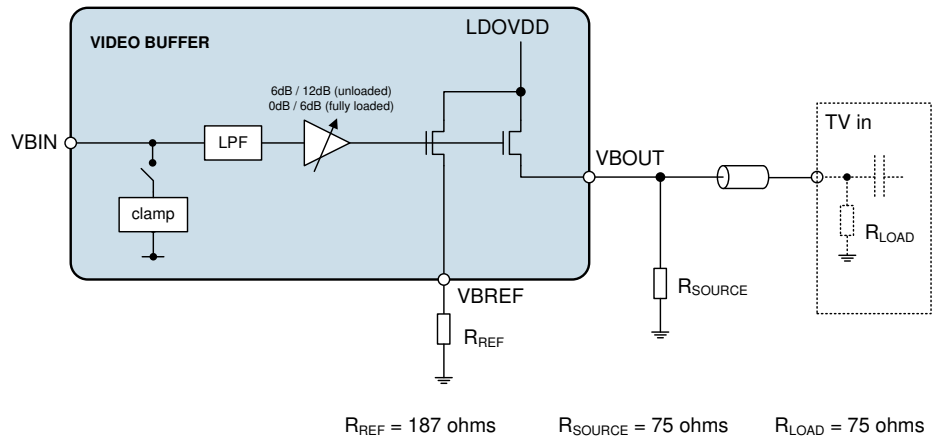 LDOVDD
VIDEO BUFFER
6dB / 12dB (unloaded)
0dB / 6dB (fully loaded)
TV in
VBIN
LPF
VBOUT
clamp
RLOAD
RSOURCE
VBREF
RREF
RREF = 187 ohms RSOURCE = 75 ohms RLOAD = 75 ohms